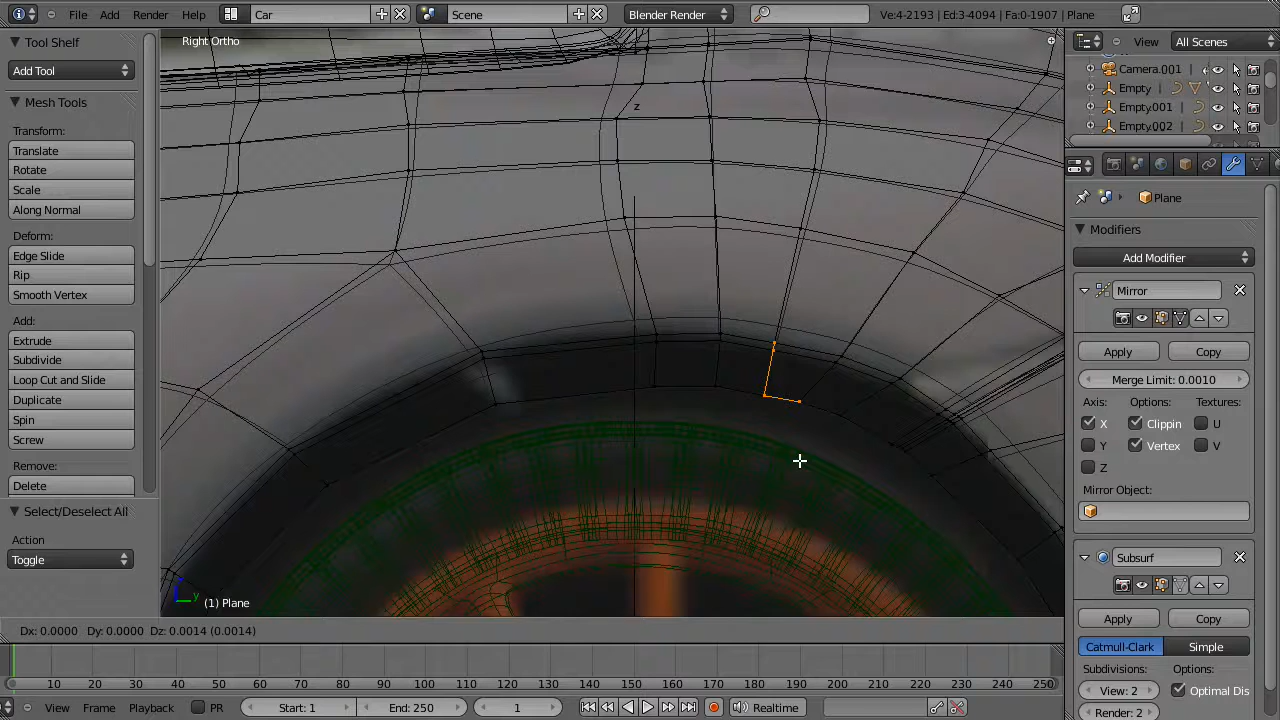 File Add Render Help Car Scene Blender Render Ve:4-2193 | Ed:3-4094 | Fa:0-1907 | Plane
Tool Shelf
Add Tool
Mesh Tools
Transform:
Translate
Rotate
Scale
Along Normal
Deform:
Edge Slide
Rip
Smooth Vertex
Add:
Extrude
Subdivide
Loop Cut and Slide
Duplicate
Spin
Screw
Remove:
Delete
Select/Deselect All
Action
Toggle
Right Ortho
z
y
(1) Plane
Dx: 0.0000 Dy: 0.0000 Dz: 0.0014 (0.0014)
View All Scenes
Camera.001
Empty
Empty.001
Empty.002
Plane
Modifiers
Add Modifier
Mirror
Apply Copy
Merge Limit: 0.0010
Axis: Options: Textures:
X Clippin U
Y Vertex V
Z
Mirror Object:
Subsurf
Apply Copy
Catmull-Clark Simple
Subdivisions: Options:
View: 2 Optimal Dis
Render: 2
10 20 30 40 50 60 70 80 90 100 110 120 130 140 150 160 170 180 190 200 210 220 230 240 250
View Frame Playback PR Start: 1 End: 250 1 Realtime